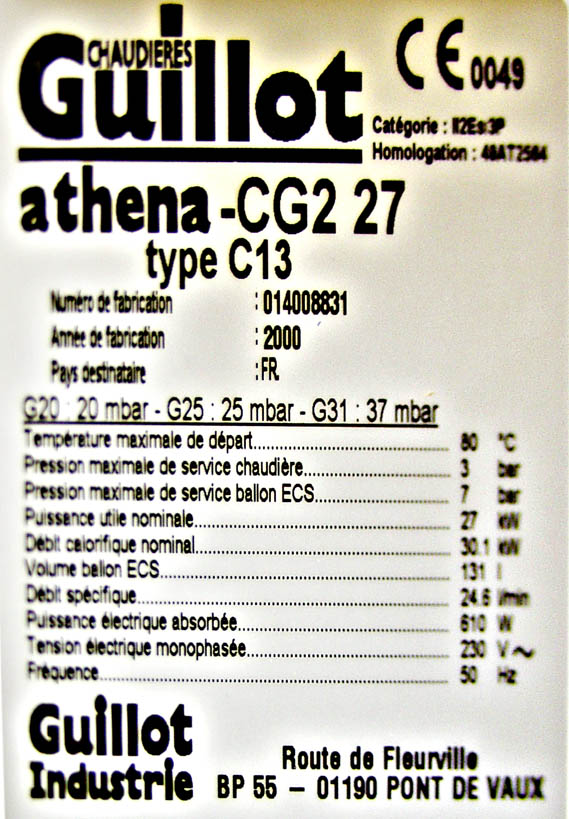 CHAUDIERES
Guillot
CE 0049
Catégorie : II2Esi3P
Homologation : 48AT2564
athena -CG2 27
type C13
Numéro de fabrication : 014008831
Année de fabrication : 2000
Pays destinataire : FR
G20 : 20 mbar - G25 : 25 mbar - G31 : 37 mbar
Température maximale de départ 80 °C
Pression maximale de service chaudière 3 bar
Pression maximale de service ballon ECS 7 bar
Puissance utile nominale 27 kW
Débit calorifique nominal 30.1 kW
Volume ballon ECS 131 l
Débit spécifique 24.6 l/min
Puissance électrique absorbée 610 W
Tension électrique monophasée 230 V ~
Fréquence 50 Hz
Guillot
Industrie
Route de Fleurville
BP 55 – 01190 PONT DE VAUX